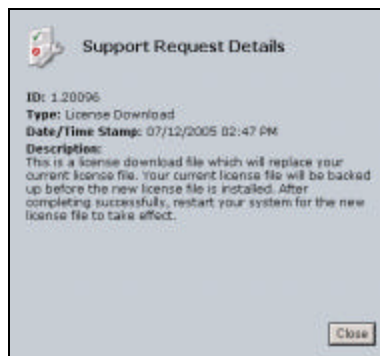 Support Request Details
ID: 1.20096
Type: License Download
Date/Time Stamp: 07/12/2005 02:47 PM
Description:
This is a license download file which will replace your
current license file. Your current license file will be backed
up before the new license file is installed. After
completing successfully, restart your system for the new
license file to take effect.
Close